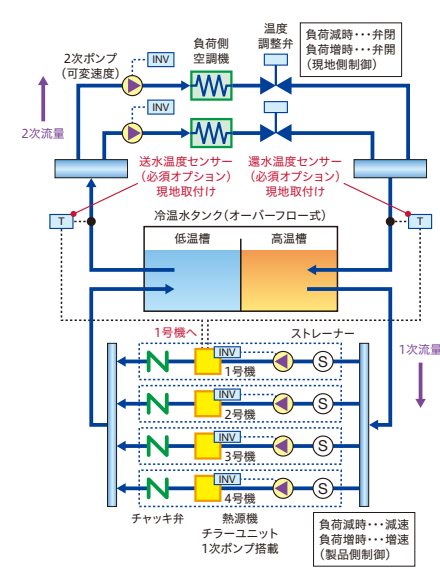 2次ポンプ
(可変速度)
INV
負荷側
空調機
温度
調整弁
負荷減時･･･弁閉
負荷増時･･･弁開
(現地側制御)
INV
2次流量
送水温度センサー
(必須オプション)
現地取付け
還水温度センサー
(必須オプション)
現地取付け
T
T
冷温水タンク(オーバーフロー式)
低温槽
高温槽
1号機へ
ストレーナー
1次流量
INV
S
1号機
INV
S
2号機
INV
S
3号機
INV
S
4号機
チャッキ弁
熱源機
チラーユニット
1次ポンプ搭載
負荷減時･･･減速
負荷増時･･･増速
(製品側制御)